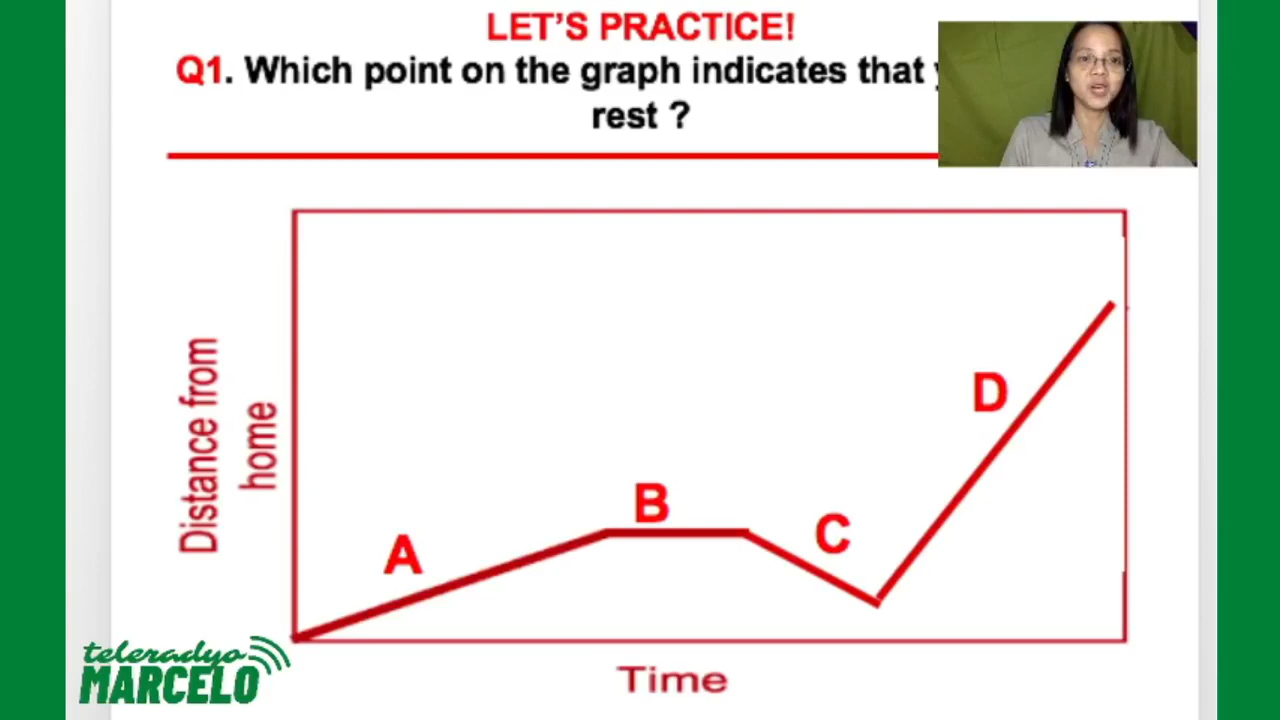 LET'S PRACTICE!
Q1. Which point on the graph indicates that
rest ?
Distance from
home
A
B
C
D
Time
teleradyo
MARCELO